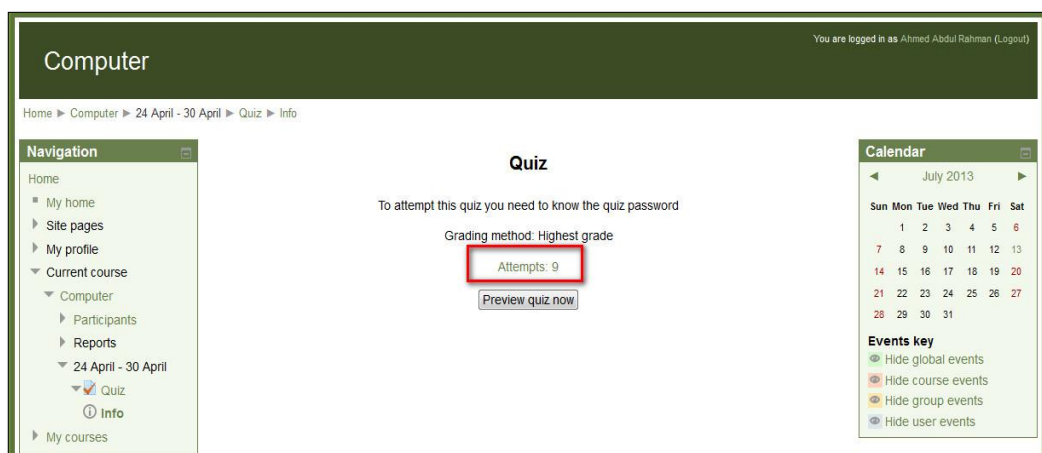 You are logged in as Ahmed Abdul Rahman (Logout)
Computer
Home ► Computer ► 24 April - 30 April ► Quiz ► Info
Navigation
Home
My home
Site pages
My profile
Current course
Computer
Participants
Reports
24 April - 30 April
Quiz
Info
My courses
Quiz
To attempt this quiz you need to know the quiz password
Grading method: Highest grade
Attempts: 9
Preview quiz now
Calendar
◄ July 2013 ►
Sun Mon Tue Wed Thu Fri Sat
1 2 3 4 5 6
7 8 9 10 11 12 13
14 15 16 17 18 19 20
21 22 23 24 25 26 27
28 29 30 31
Events key
Hide global events
Hide course events
Hide group events
Hide user events